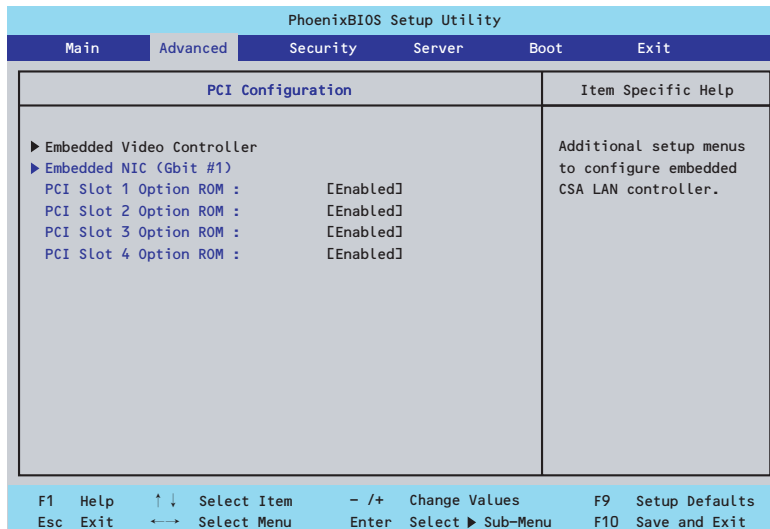 PhoenixBIOS Setup Utility
Main Advanced Security Server Boot Exit
PCI Configuration
Item Specific Help
▶ Embedded Video Controller
▶ Embedded NIC (Gbit #1)
PCI Slot 1 Option ROM : [Enabled]
PCI Slot 2 Option ROM : [Enabled]
PCI Slot 3 Option ROM : [Enabled]
PCI Slot 4 Option ROM : [Enabled]
Additional setup menus
to configure embedded
CSA LAN controller.
F1 Help ↑↓ Select Item - /+ Change Values F9 Setup Defaults
Esc Exit ←→ Select Menu Enter Select ▶ Sub-Menu F10 Save and Exit